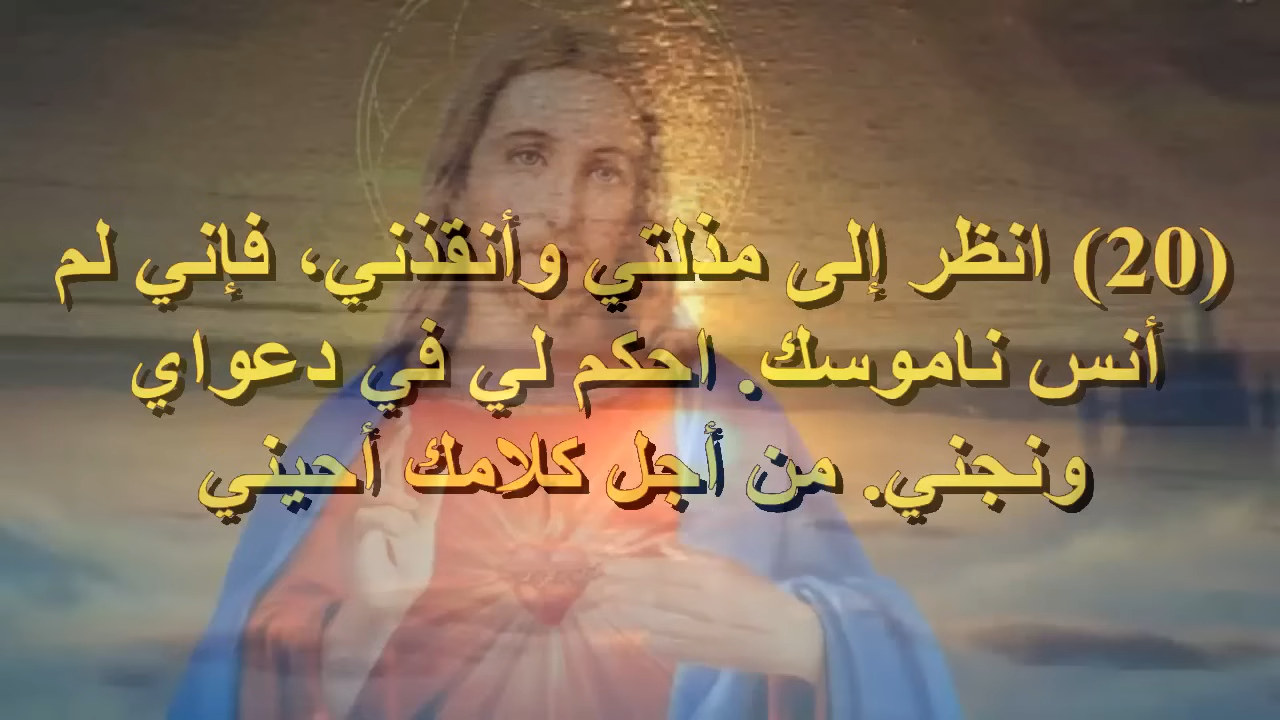 (20) انظر إلى مذلتي وأنقذني، فإني لم
أنس ناموسك. احكم لي في دعواي
ونجني. من أجل كلامك أحيني